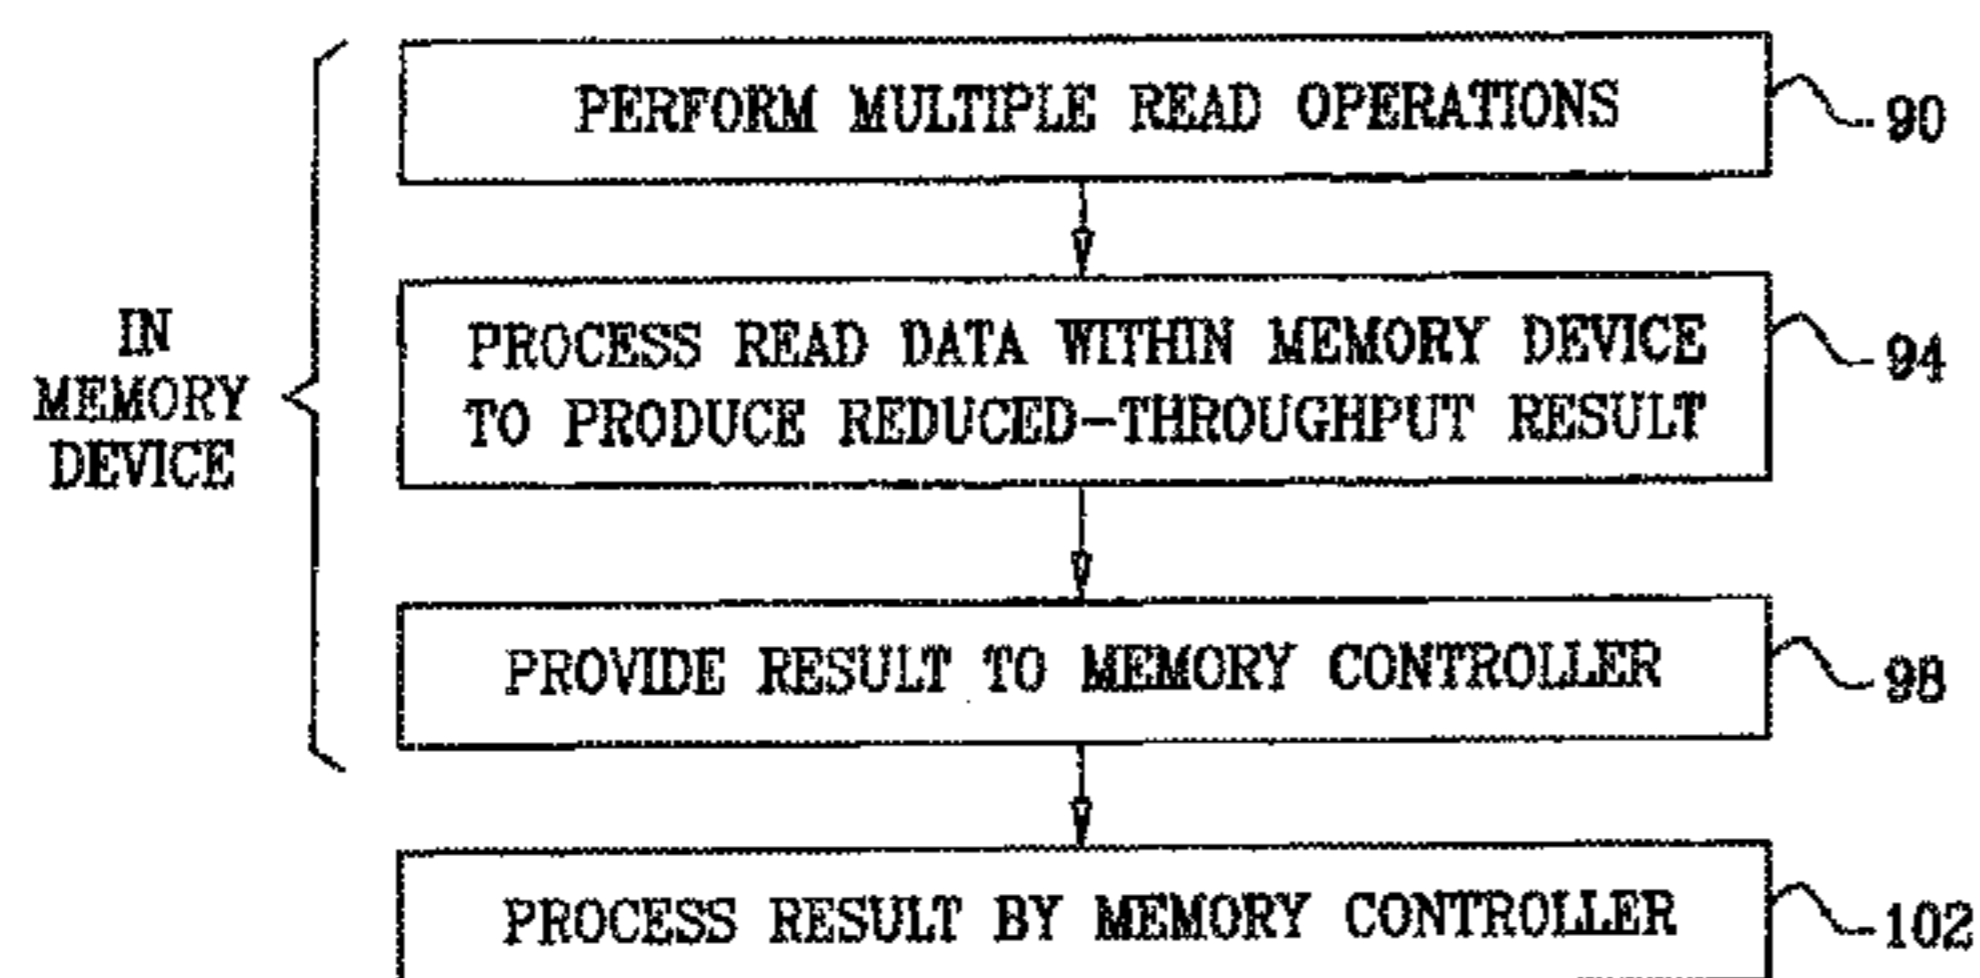 PERFORM MULTIPLE READ OPERATIONS
90
IN
MEMORY
DEVICE
PROCESS READ DATA WITHIN MEMORY DEVICE
TO PRODUCE REDUCED-THROUGHPUT RESULT
94
PROVIDE RESULT TO MEMORY CONTROLLER
98
PROCESS RESULT BY MEMORY CONTROLLER
102